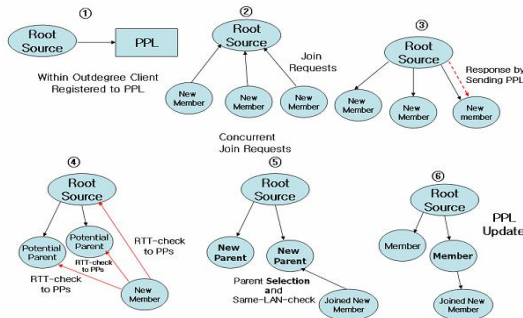 ①
Root
Source
PPL
Within Outdegree Client
Registered to PPL
②
Root
Source
Join
Requests
New
Member
New
Member
New
Member
Concurrent
Join Requests
③
Root
Source
Response by
Sending PPL
New
Member
New
Member
New
member
④
Root
Source
Potential
Parent
Potential
Parent
RTT-check
to PPs
RTT-check
to PPs
RTT-check
to PPs
New
Member
⑤
Root
Source
New
Parent
New
Parent
Parent Selection
and
Same-LAN-check
Joined New
Member
⑥
Root
Source
PPL
Update
Member
Member
Joined New
Member